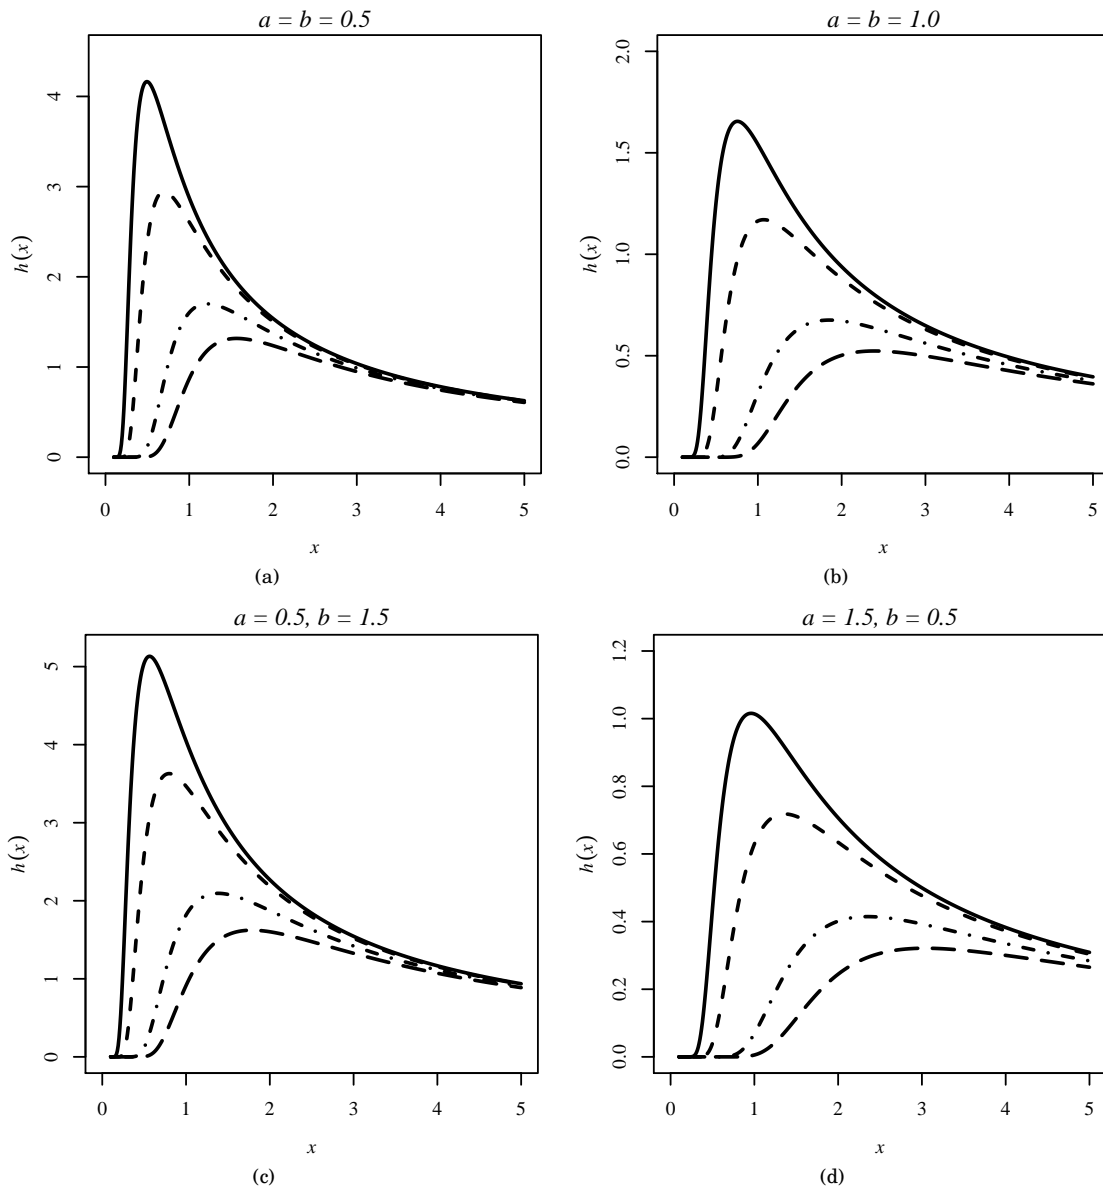 a = b = 0.5
h(x)
4
3
2
1
0
0 1 2 3 4 5
x
(a)
a = b = 1.0
h(x)
2.0
1.5
1.0
0.5
0.0
0 1 2 3 4 5
x
(b)
a = 0.5, b = 1.5
h(x)
5
4
3
2
1
0
0 1 2 3 4 5
x
(c)
a = 1.5, b = 0.5
h(x)
1.2
1.0
0.8
0.6
0.4
0.2
0.0
0 1 2 3 4 5
x
(d)